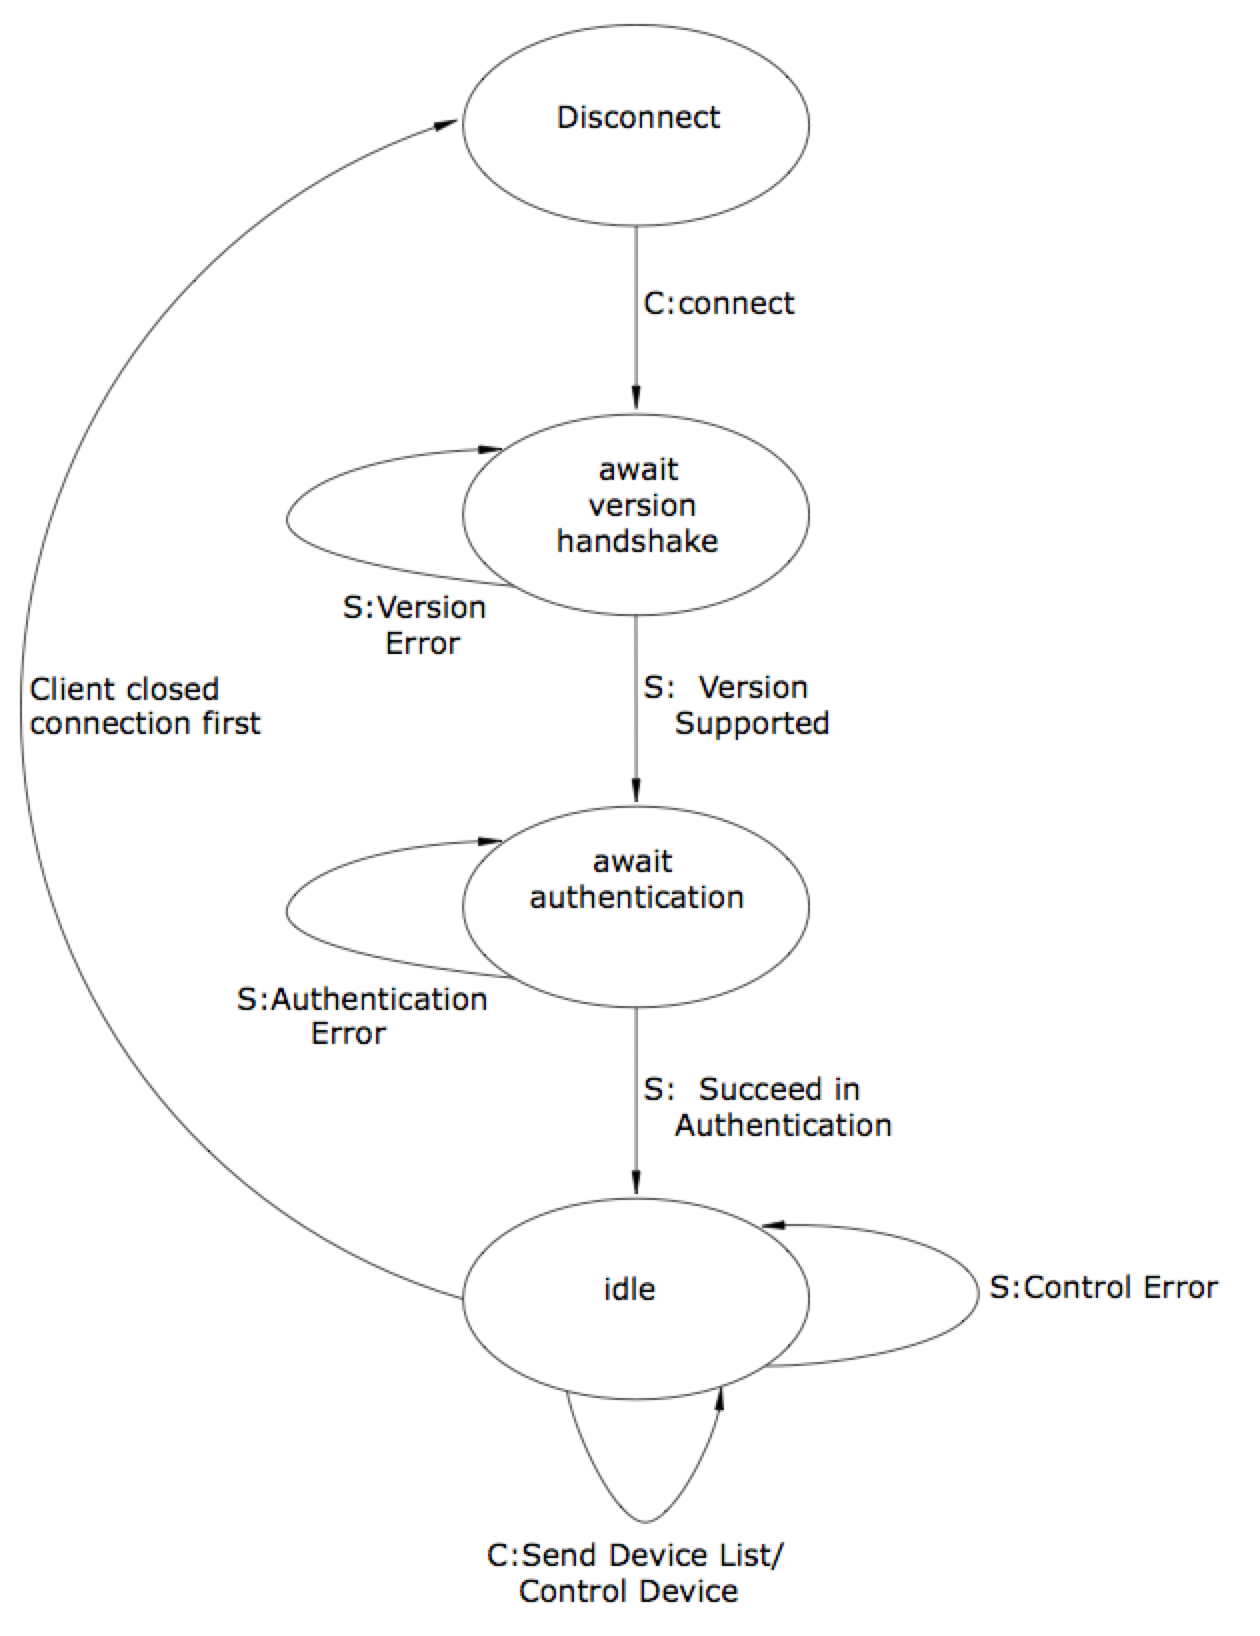 Disconnect
C:connect
await
version
handshake
S:Version
Error
Client closed
connection first
S: Version
Supported
await
authentication
S:Authentication
Error
S: Succeed in
Authentication
idle
S:Control Error
C:Send Device List/
Control Device